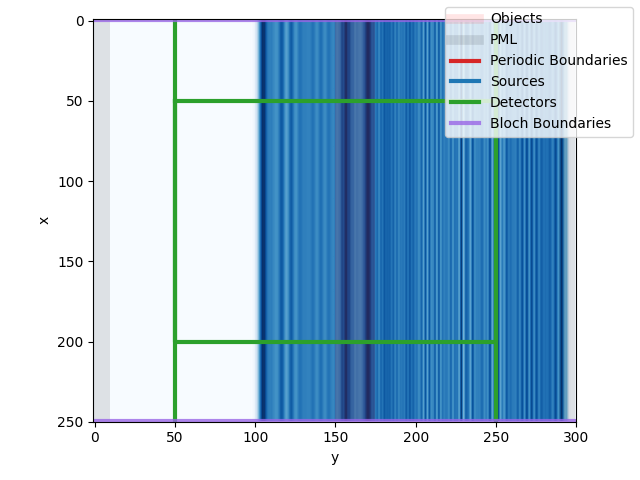 Objects
PML
Periodic Boundaries
Sources
Detectors
Bloch Boundaries
0
50
100
150
200
250
x
0 50 100 150 200 250 300
y